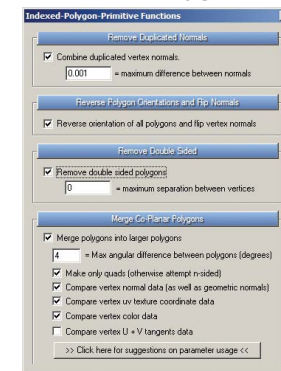 Indexed-Polygon-Primitive Functions
Remove Duplicated Normals
Combine duplicated vertex normals.
0.001 = maximum difference between normals
Reverse Polygon Orientations and Flip Normals
Reverse orientation of all polygons and flip vertex normals
Remove Double Sided
Remove double sided polygons
0 = maximum separation between vertices
Merge Co-Planar Polygons
Merge polygons into larger polygons
4 = Max angular difference between polygons (degrees)
Make only quads (otherwise attempt n-sided)
Compare vertex normal data (as well as geometric normals)
Compare vertex uv texture coordinate data
Compare vertex color data
Compare vertex U + V tangents data
>> Click here for suggestions on parameter usage <<